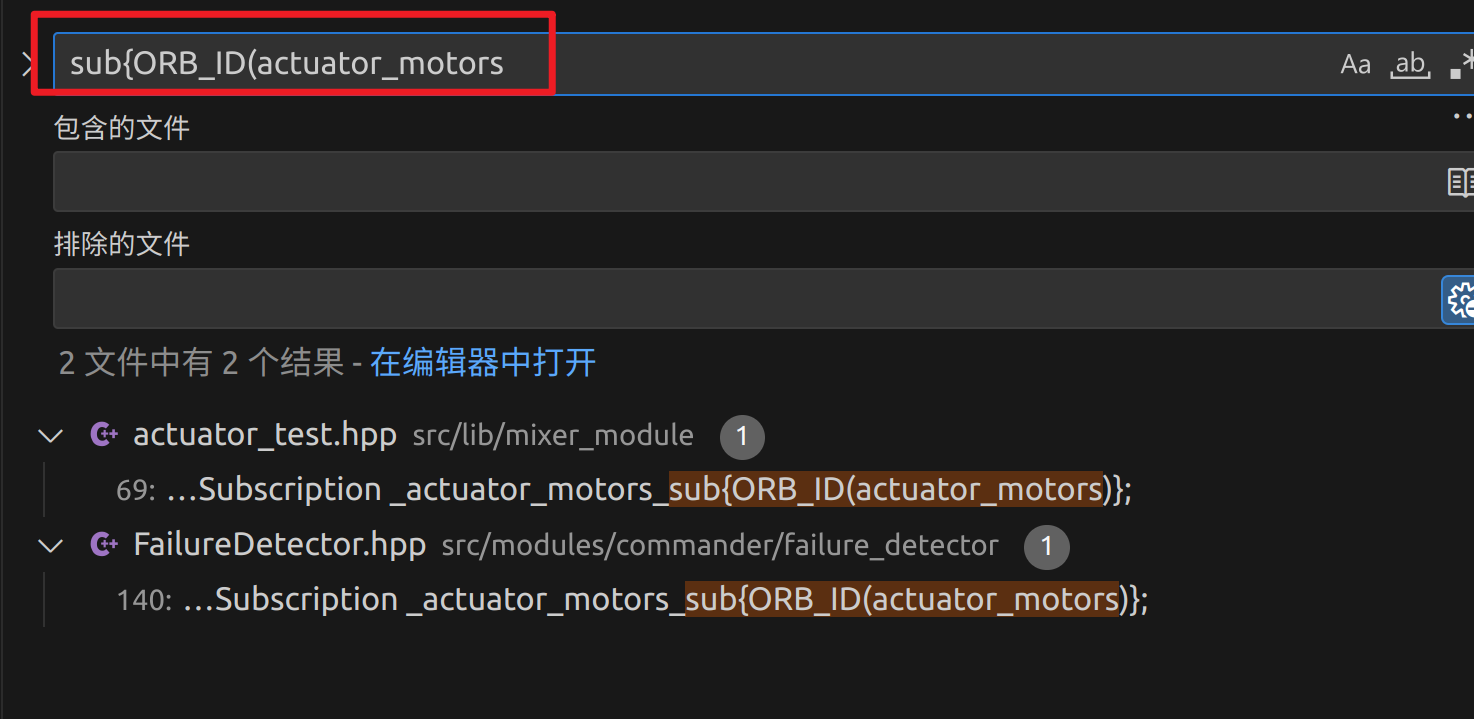 sub{ORB_ID(actuator_motors
Aa ab
包含的文件
排除的文件
2 文件中有 2 个结果 - 在编辑器中打开
actuator_test.hpp src/lib/mixer_module 1
69: …Subscription _actuator_motors_sub{ORB_ID(actuator_motors)};
FailureDetector.hpp src/modules/commander/failure_detector 1
140: …Subscription _actuator_motors_sub{ORB_ID(actuator_motors)};